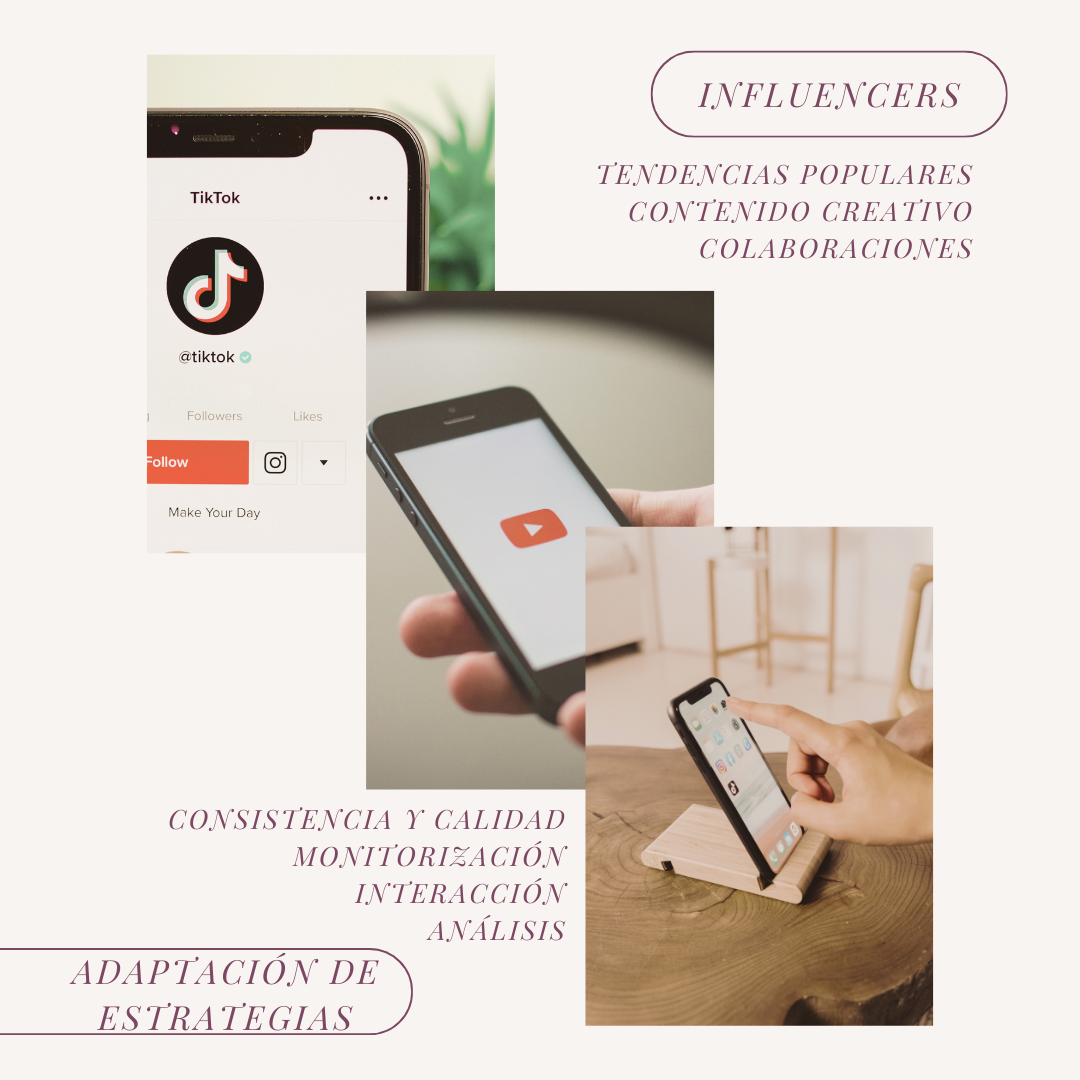 INFLUENCERS
TENDENCIAS POPULARES
CONTENIDO CREATIVO
COLABORACIONES
TikTok
@tiktok
Followers Likes
Follow
Make Your Day
CONSISTENCIA Y CALIDAD
MONITORIZACIÓN
INTERACCIÓN
ANÁLISIS
ADAPTACIÓN DE
ESTRATEGIAS